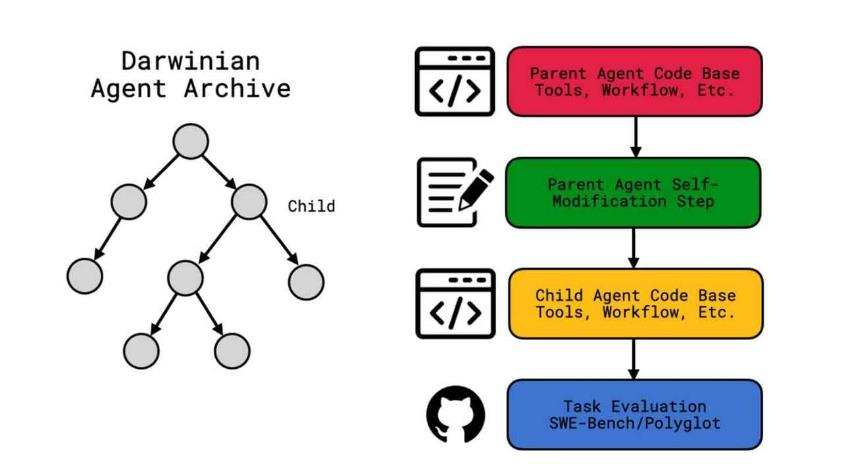 Darwinian
Agent Archive
Child
Parent Agent Code Base
Tools, Workflow, Etc.
Parent Agent Self-
Modification Step
Child Agent Code Base
Tools, Workflow, Etc.
Task Evaluation
SWE-Bench/Polyglot